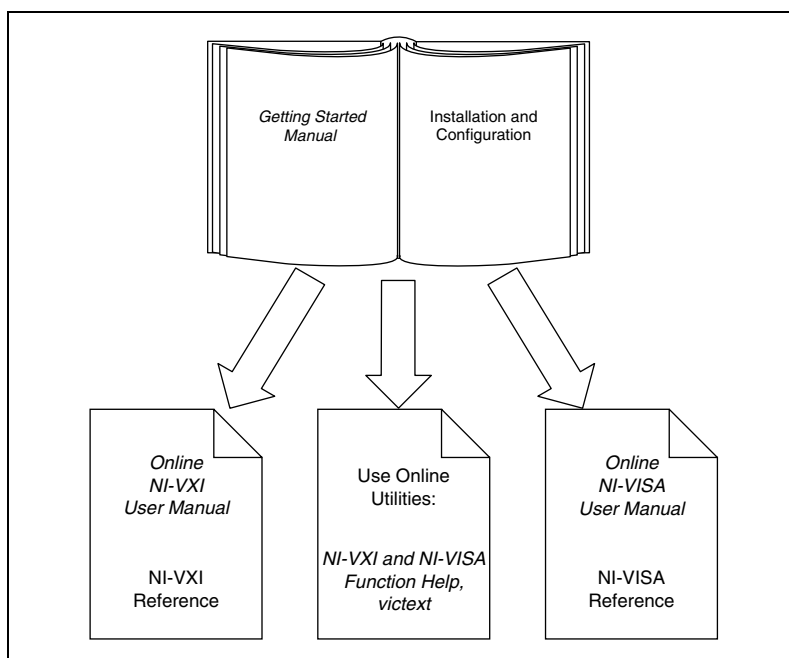 Getting Started
Manual
Installation and
Configuration
Online
NI-VXI
User Manual
NI-VXI
Reference
Use Online
Utilities:
NI-VXI and NI-VISA
Function Help,
victext
Online
NI-VISA
User Manual
NI-VISA
Reference